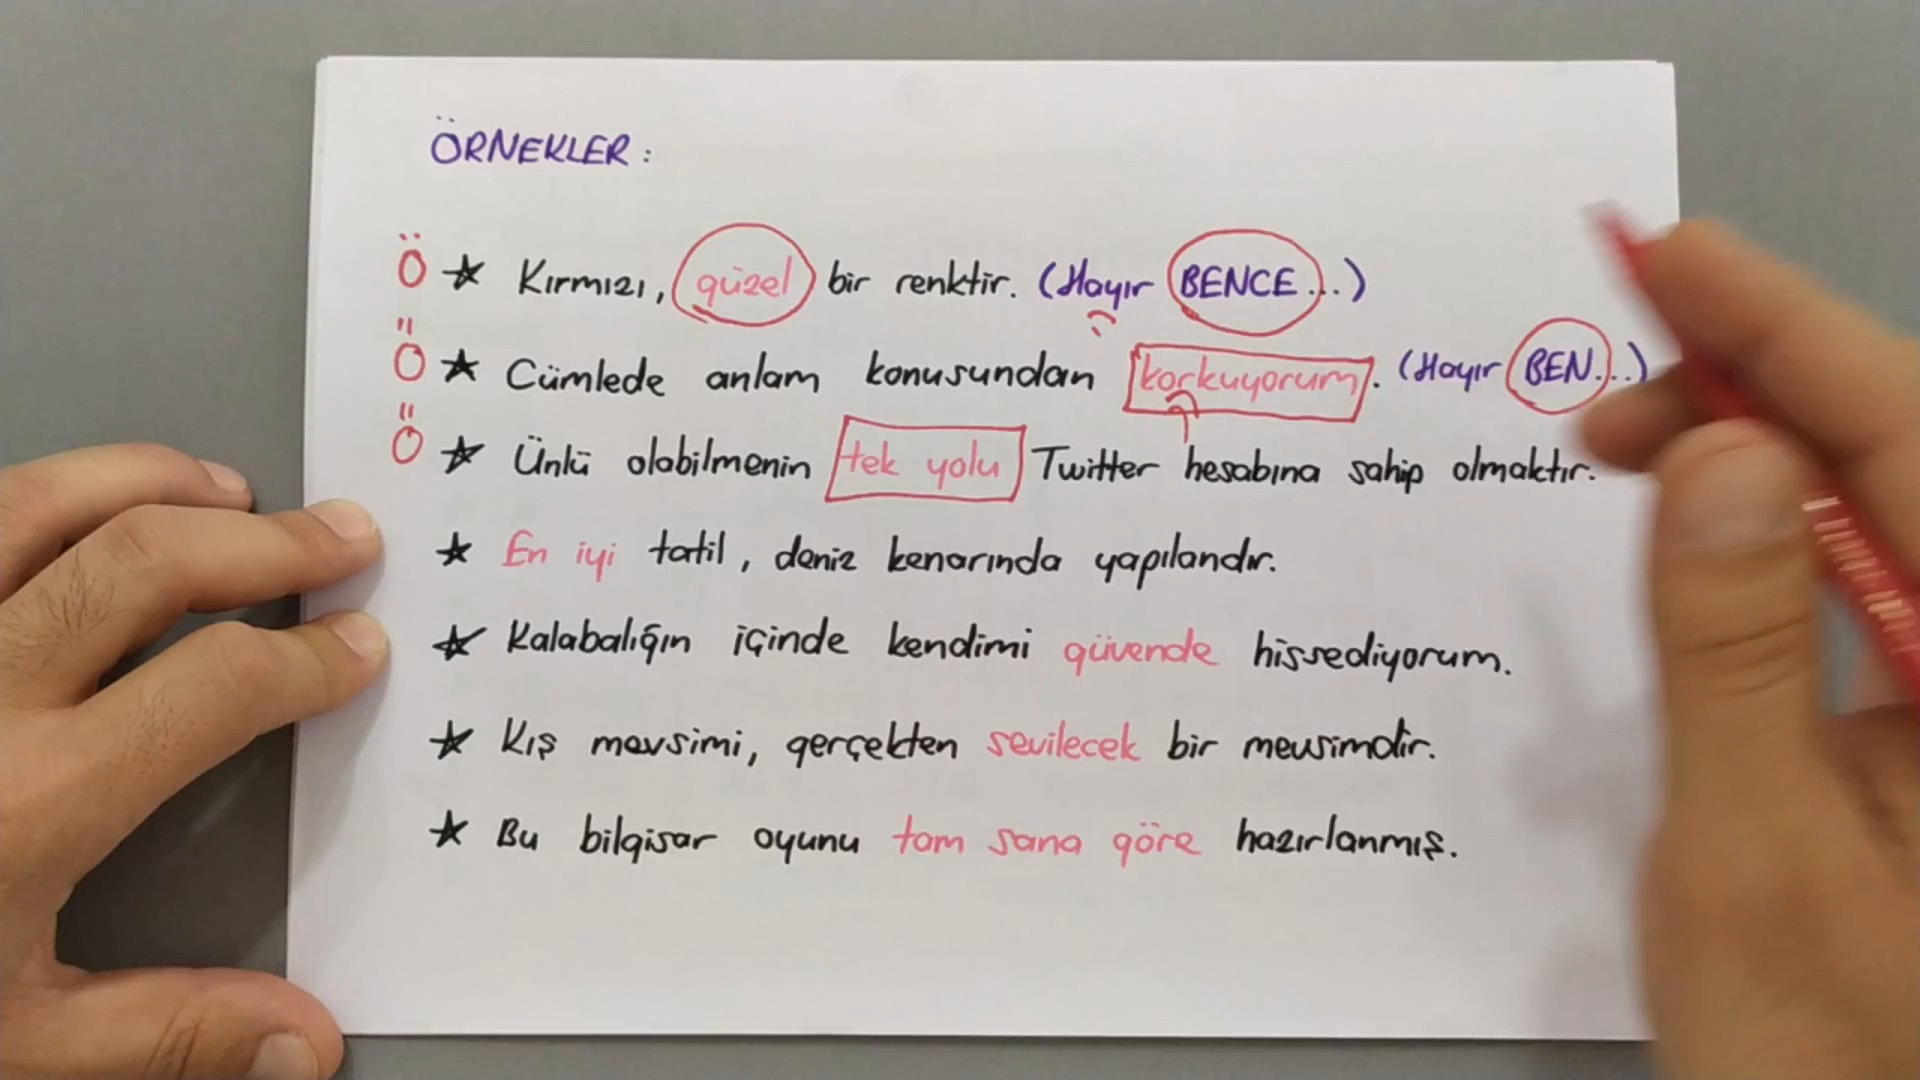 ÖRNEKLER:
Ö ★ Kırmızı, güzel bir renktir. (Hayır BENCE...)
Ö ★ Cümlede anlam konusundan korkuyorum. (Hayır BEN...)
Ö ★ Ünlü olabilmenin tek yolu Twitter hesabına sahip olmaktır.
★ En iyi tatil, deniz kenarında yapılandır.
★ Kalabalığın içinde kendimi güvende hissediyorum.
★ Kış mevsimi, gerçekten sevilecek bir mevsimdir.
★ Bu bilgisar oyunu tam sana göre hazırlanmış.